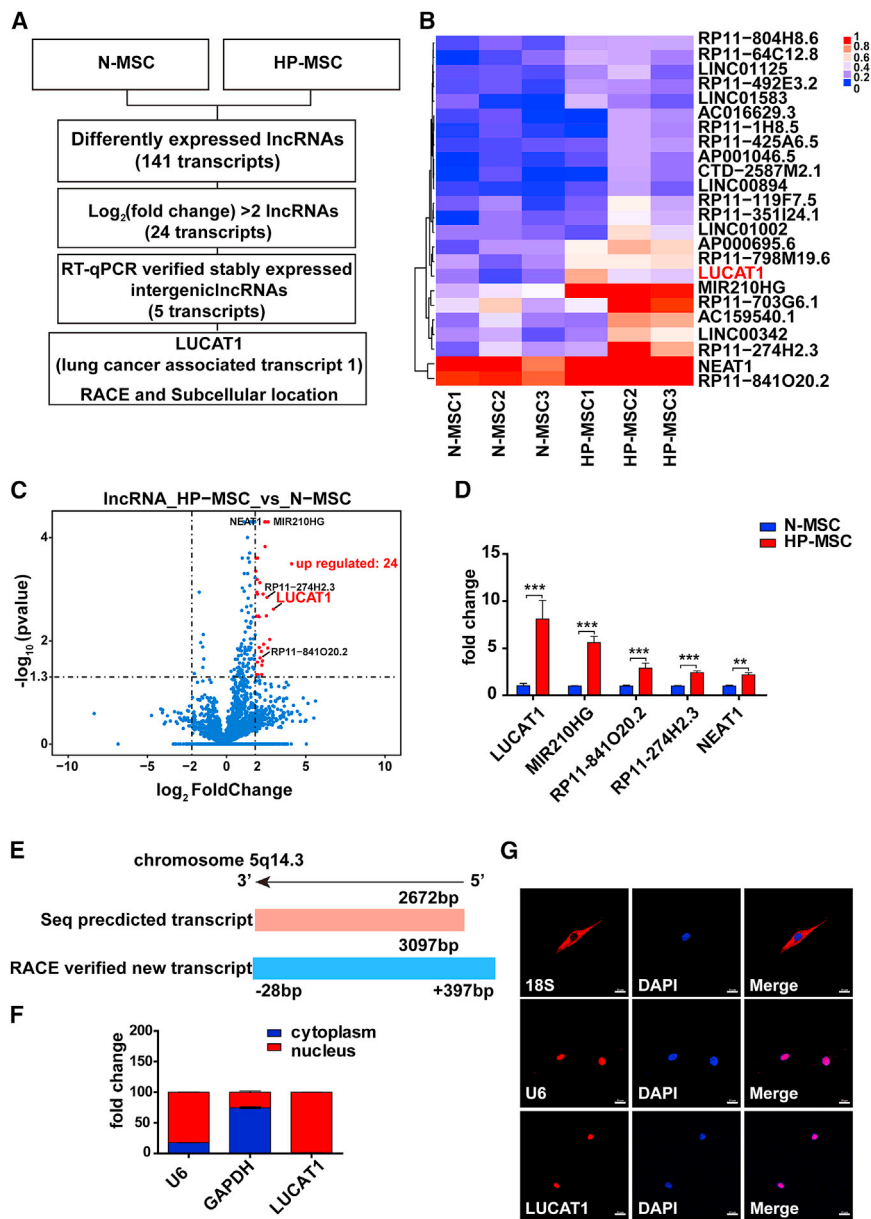 A
N-MSC
HP-MSC
Differently expressed lncRNAs
(141 transcripts)
Log2(fold change) >2 lncRNAs
(24 transcripts)
RT-qPCR verified stably expressed
intergeniclncRNAs
(5 transcripts)
LUCAT1
(lung cancer associated transcript 1)
RACE and Subcellular location
B
RP11-804H8.6
RP11-64C12.8
LINC01125
RP11-492E3.2
LINC01583
AC016629.3
RP11-1H8.5
RP11-425A6.5
AP001046.5
CTD-2587M2.1
LINC00894
RP11-119F7.5
RP11-351I24.1
LINC01002
AP000695.6
RP11-798M19.6
LUCAT1
MIR210HG
RP11-703G6.1
AC159540.1
LINC00342
RP11-274H2.3
NEAT1
RP11-841O20.2
1
0.8
0.6
0.4
0.2
0
N-MSC1
N-MSC2
N-MSC3
HP-MSC1
HP-MSC2
HP-MSC3
C
lncRNA_HP-MSC_vs_N-MSC
NEAT1
MIR210HG
up regulated: 24
RP11-274H2.3
LUCAT1
RP11-841O20.2
-log10 (pvalue)
4
2
1.3
0
-10
-5
-2
0
2
5
10
log2 FoldChange
D
N-MSC
HP-MSC
fold change
15
10
5
0
***
***
***
***
**
LUCAT1
MIR210HG
RP11-841O20.2
RP11-274H2.3
NEAT1
E
chromosome 5q14.3
3’
5’
2672bp
Seq precdicted transcript
3097bp
RACE verified new transcript
-28bp
+397bp
F
cytoplasm
nucleus
fold change
200
150
100
50
0
U6
GAPDH
LUCAT1
G
18S
DAPI
Merge
U6
DAPI
Merge
LUCAT1
DAPI
Merge